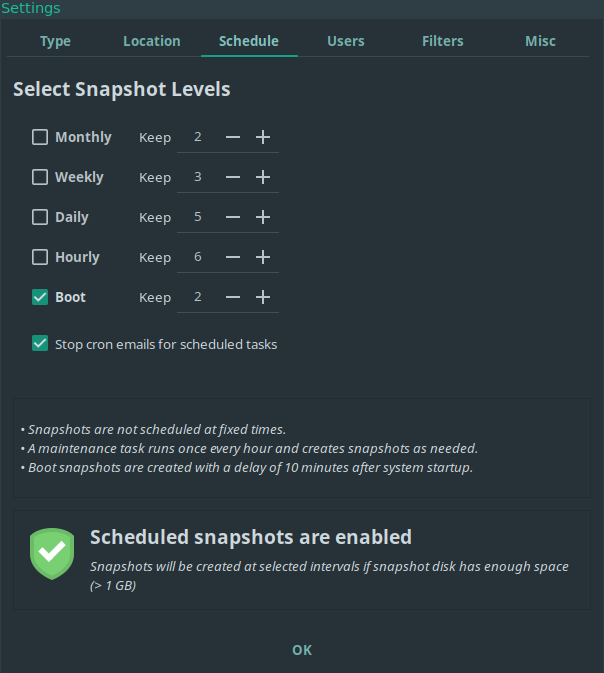 Settings
Type Location Schedule Users Filters Misc
Select Snapshot Levels
Monthly Keep 2
Weekly Keep 3
Daily Keep 5
Hourly Keep 6
Boot Keep 2
Stop cron emails for scheduled tasks
• Snapshots are not scheduled at fixed times.
• A maintenance task runs once every hour and creates snapshots as needed.
• Boot snapshots are created with a delay of 10 minutes after system startup.
Scheduled snapshots are enabled
Snapshots will be created at selected intervals if snapshot disk has enough space
(> 1 GB)
OK